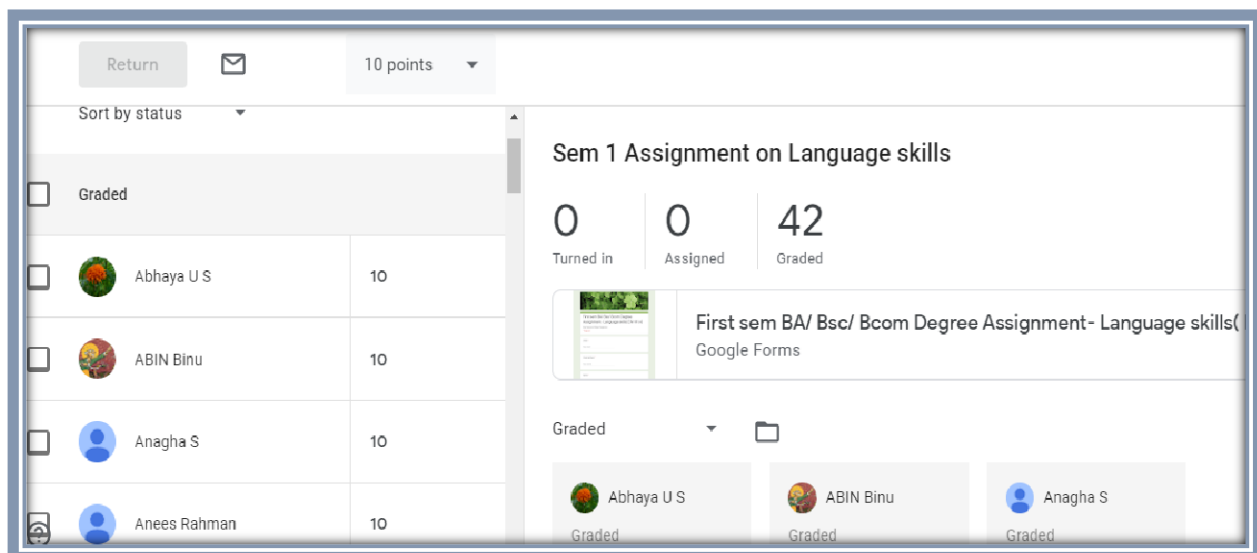 Return
10 points
Sort by status
Graded
Abhaya U S 10
ABIN Binu 10
Anagha S 10
Anees Rahman 10
Sem 1 Assignment on Language skills
0 0 42
Turned in Assigned Graded
First sem BA/ Bsc/ Bcom Degree Assignment- Language skills(
Google Forms
Graded
Abhaya U S ABIN Binu Anagha S
Graded Graded Graded